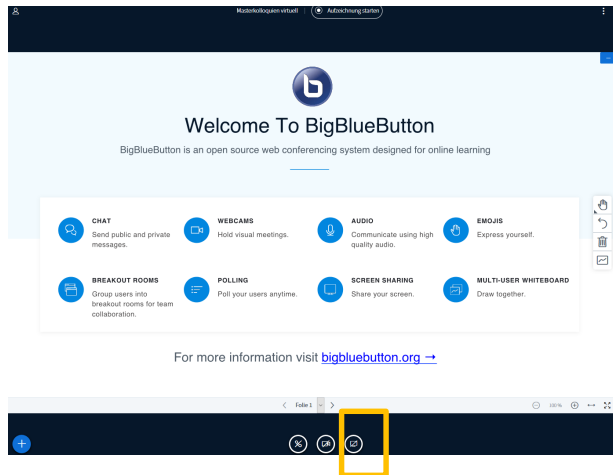 Masterkolloquien virtuell | Aufzeichnung starten
Welcome To BigBlueButton
BigBlueButton is an open source web conferencing system designed for online learning
CHAT
Send public and private
messages.
WEBCAMS
Hold visual meetings.
AUDIO
Communicate using high
quality audio.
EMOJIS
Express yourself.
BREAKOUT ROOMS
Group users into
breakout rooms for team
collaboration.
POLLING
Poll your users anytime.
SCREEN SHARING
Share your screen.
MULTI-USER WHITEBOARD
Draw together.
For more information visit bigbluebutton.org →
Folie 1
100 %